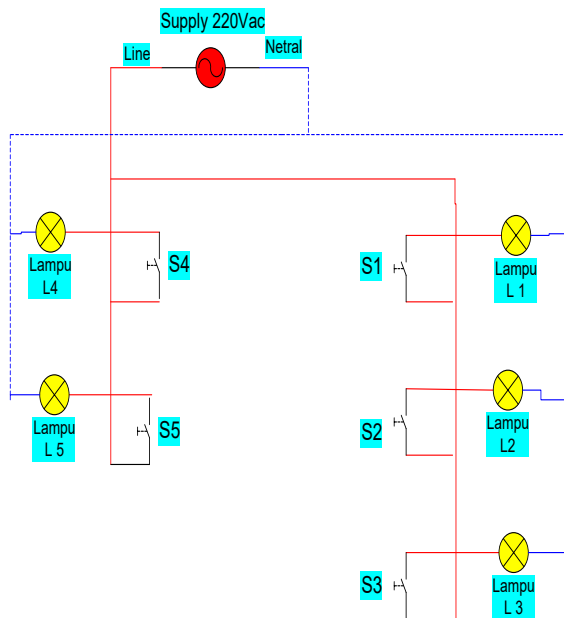 Supply 220Vac
Line
Netral
Lampu
L4
S4
S1
Lampu
L 1
Lampu
L 5
S5
S2
Lampu
L2
S3
Lampu
L 3